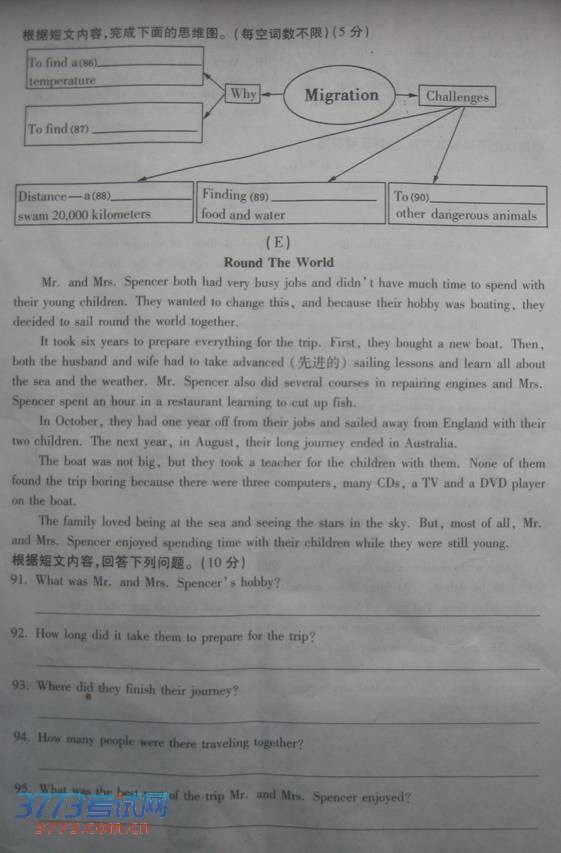 根据短文内容,完成下面的思维图。(每空词数不限)(5分)
To find a(86)
temperature
Why
Migration
Challenges
To find (87)
Distance—a(88)
swam 20,000 kilometers
Finding (89)
food and water
To (90)
other dangerous animals
(E)
Round The World
Mr. and Mrs. Spencer both had very busy jobs and didn't have much time to spend with
their young children. They wanted to change this, and because their hobby was boating, they
decided to sail round the world together.
It took six years to prepare everything for the trip. First, they bought a new boat. Then,
both the husband and wife had to take advanced (先进的) sailing lessons and learn all about
the sea and the weather. Mr. Spencer also did several courses in repairing engines and Mrs.
Spencer spent an hour in a restaurant learning to cut up fish.
In October, they had one year off from their jobs and sailed away from England with their
two children. The next year, in August, their long journey ended in Australia.
The boat was not big, but they took a teacher for the children with them. None of them
found the trip boring because there were three computers, many CDs, a TV and a DVD player
on the boat.
The family loved being at the sea and seeing the stars in the sky. But, most of all, Mr.
and Mrs. Spencer enjoyed spending time with their children while they were still young.
根据短文内容,回答下列问题。(10分)
91. What was Mr. and Mrs. Spencer's hobby?
92. How long did it take them to prepare for the trip?
93. Where did they finish their journey?
94. How many people were there traveling together?
95. What was the best of the trip Mr. and Mrs. Spencer enjoyed?
3773考试网
3773.com.cn